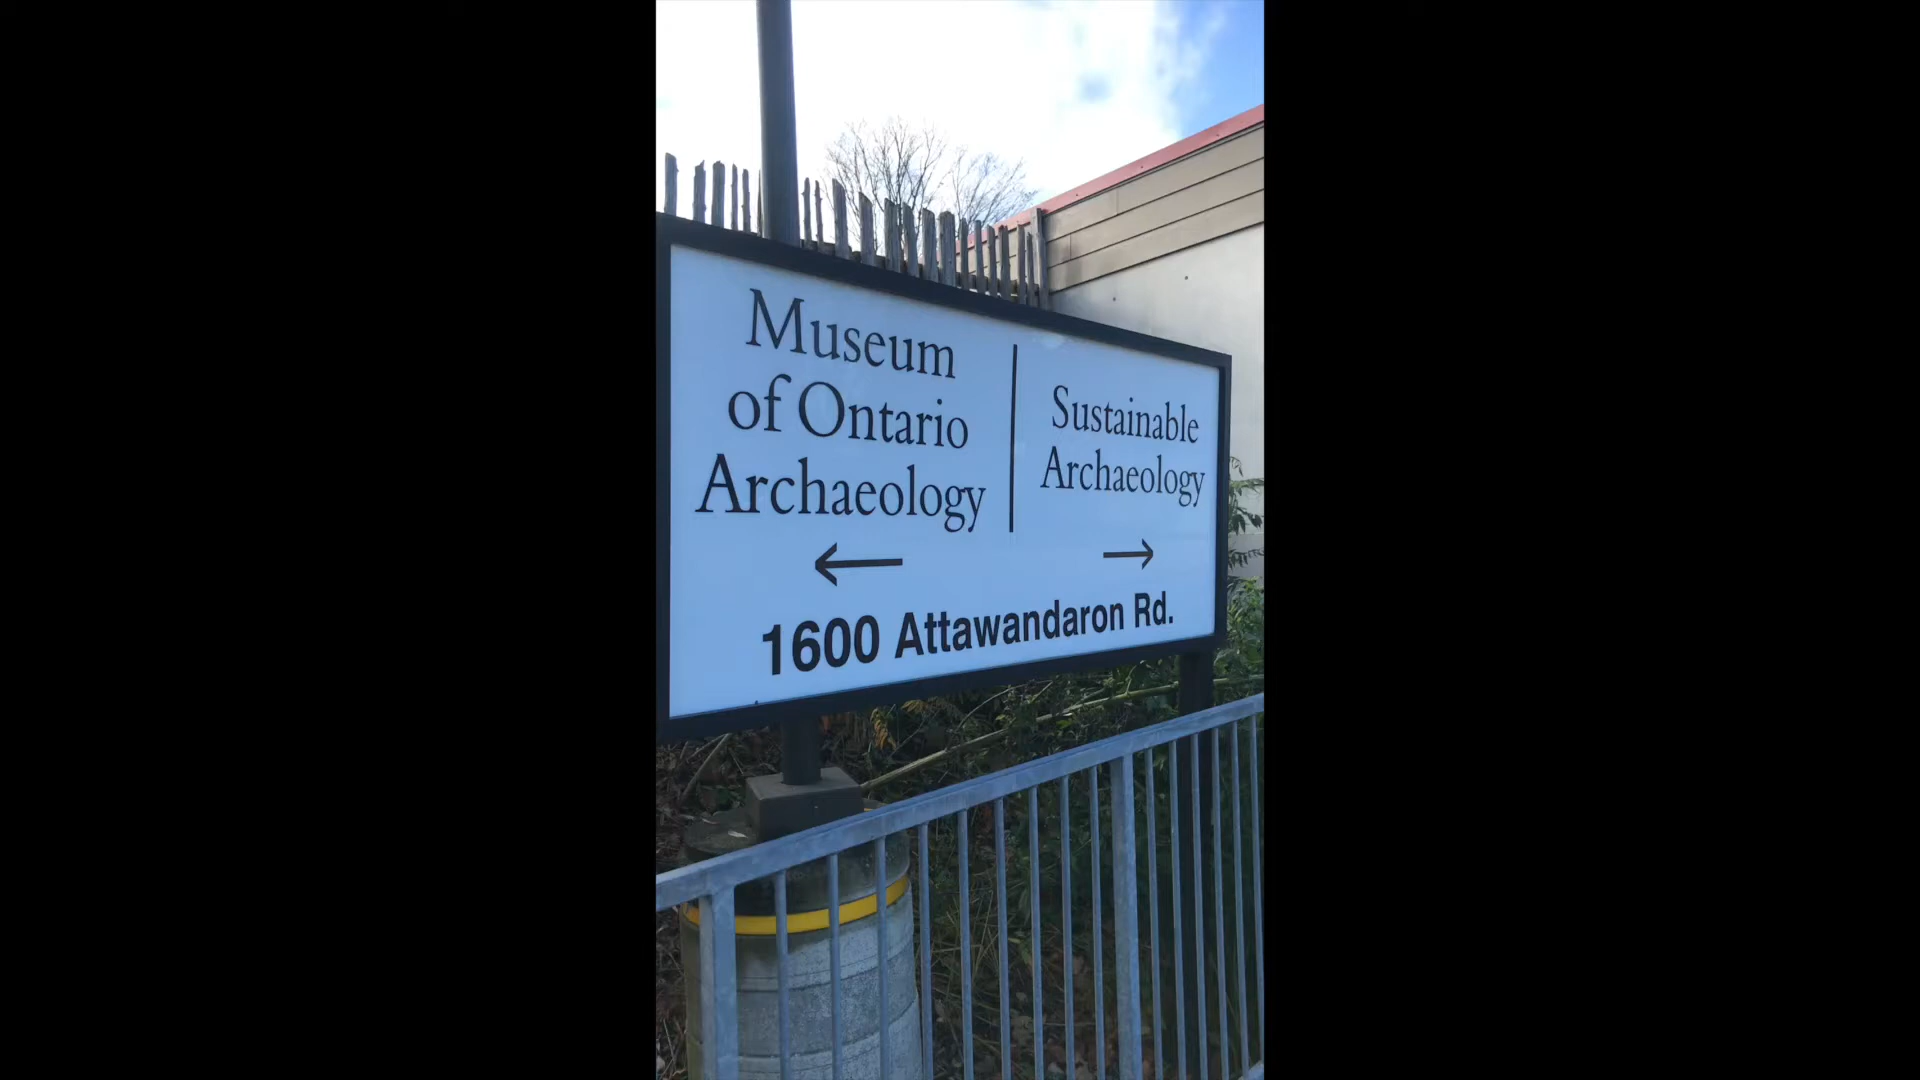 Museum
of Ontario
Archaeology
←
Sustainable
Archaeology
→
1600 Attawandaron Rd.